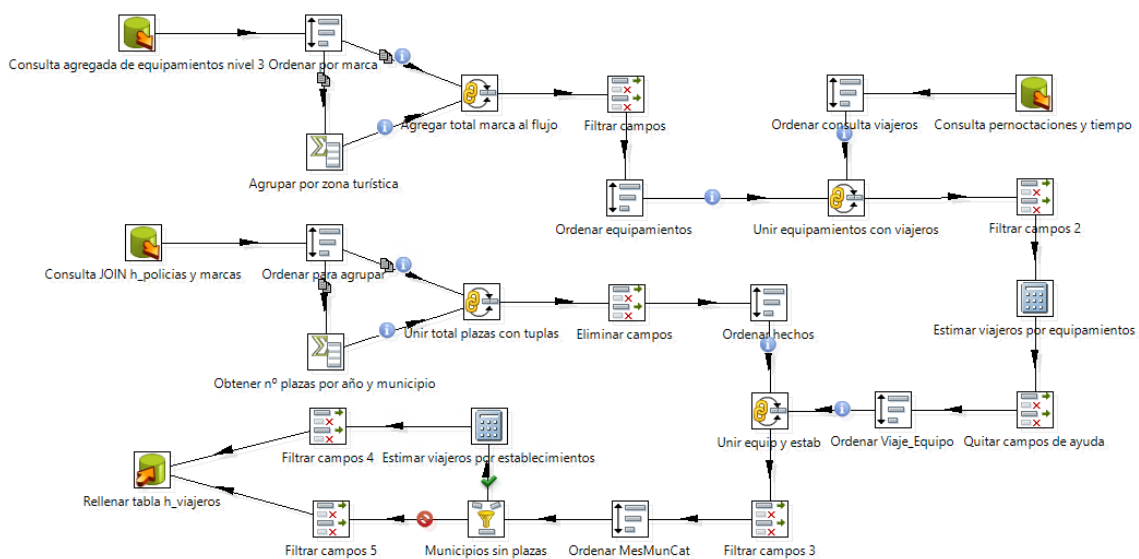 Consulta agregada de equipamientos nivel 3
Ordenar por marca
Agregar total marca al flujo
Filtrar campos
Ordenar consulta viajeros
Consulta pernoctaciones y tiempo
Agrupar por zona turística
Ordenar equipamientos
Unir equipamientos con viajeros
Filtrar campos 2
Consulta JOIN h_policias y marcas
Ordenar para agrupar
Unir total plazas con tuplas
Eliminar campos
Ordenar hechos
Estimar viajeros por equipamientos
Obtener nº plazas por año y municipio
Unir equip y estab
Ordenar Viaje_Equipo
Quitar campos de ayuda
Filtrar campos 4
Estimar viajeros por establecimientos
Rellenar tabla h_viajeros
Filtrar campos 5
Municipios sin plazas
Ordenar MesMunCat
Filtrar campos 3